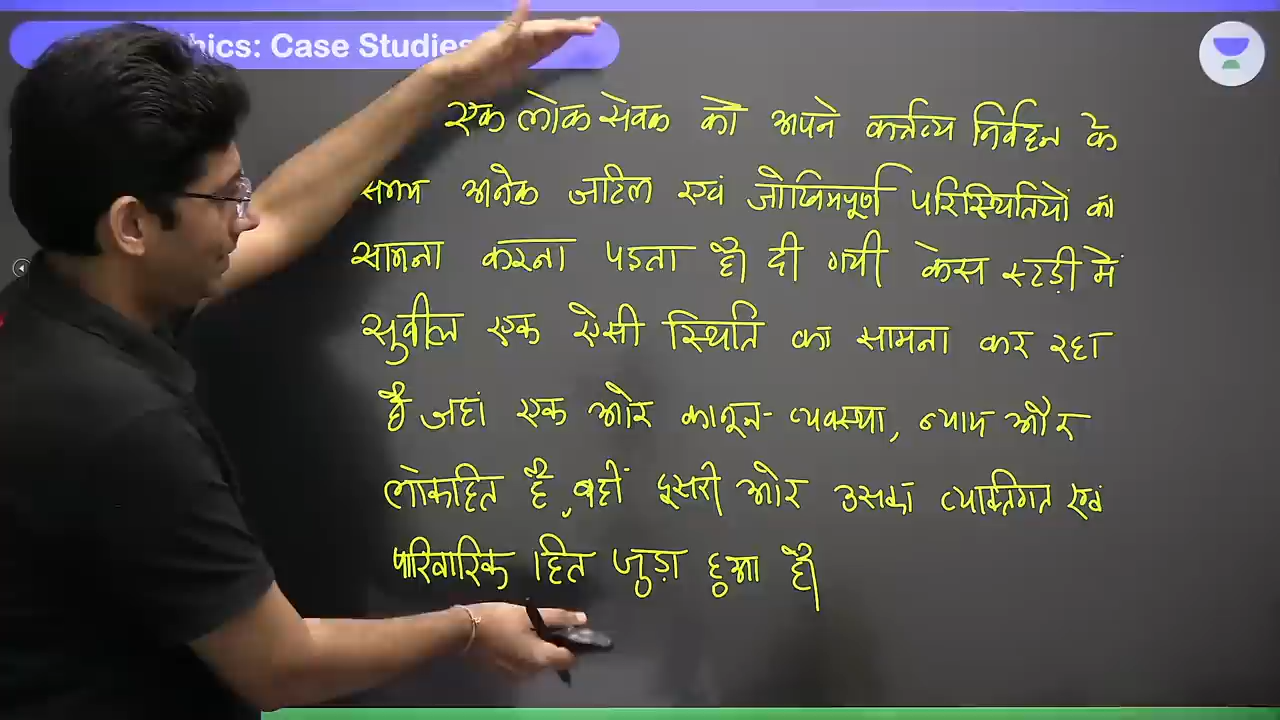 hics: Case Studies
एक लोक सेवक को अपने कर्त्तव्य निर्वहन के
समय अनेक जटिल एवं जोखिमपूर्ण परिस्थितियों का
सामना करना पड़ता है। दी गयी केस स्टडी में
सुनील एक ऐसी स्थिति का सामना कर रहा
है जहां एक ओर कानून-व्यवस्था, न्याय और
लोकहित है, वहीं दूसरी ओर उसका व्यक्तिगत एवं
पारिवारिक हित जुड़ा हुआ है।